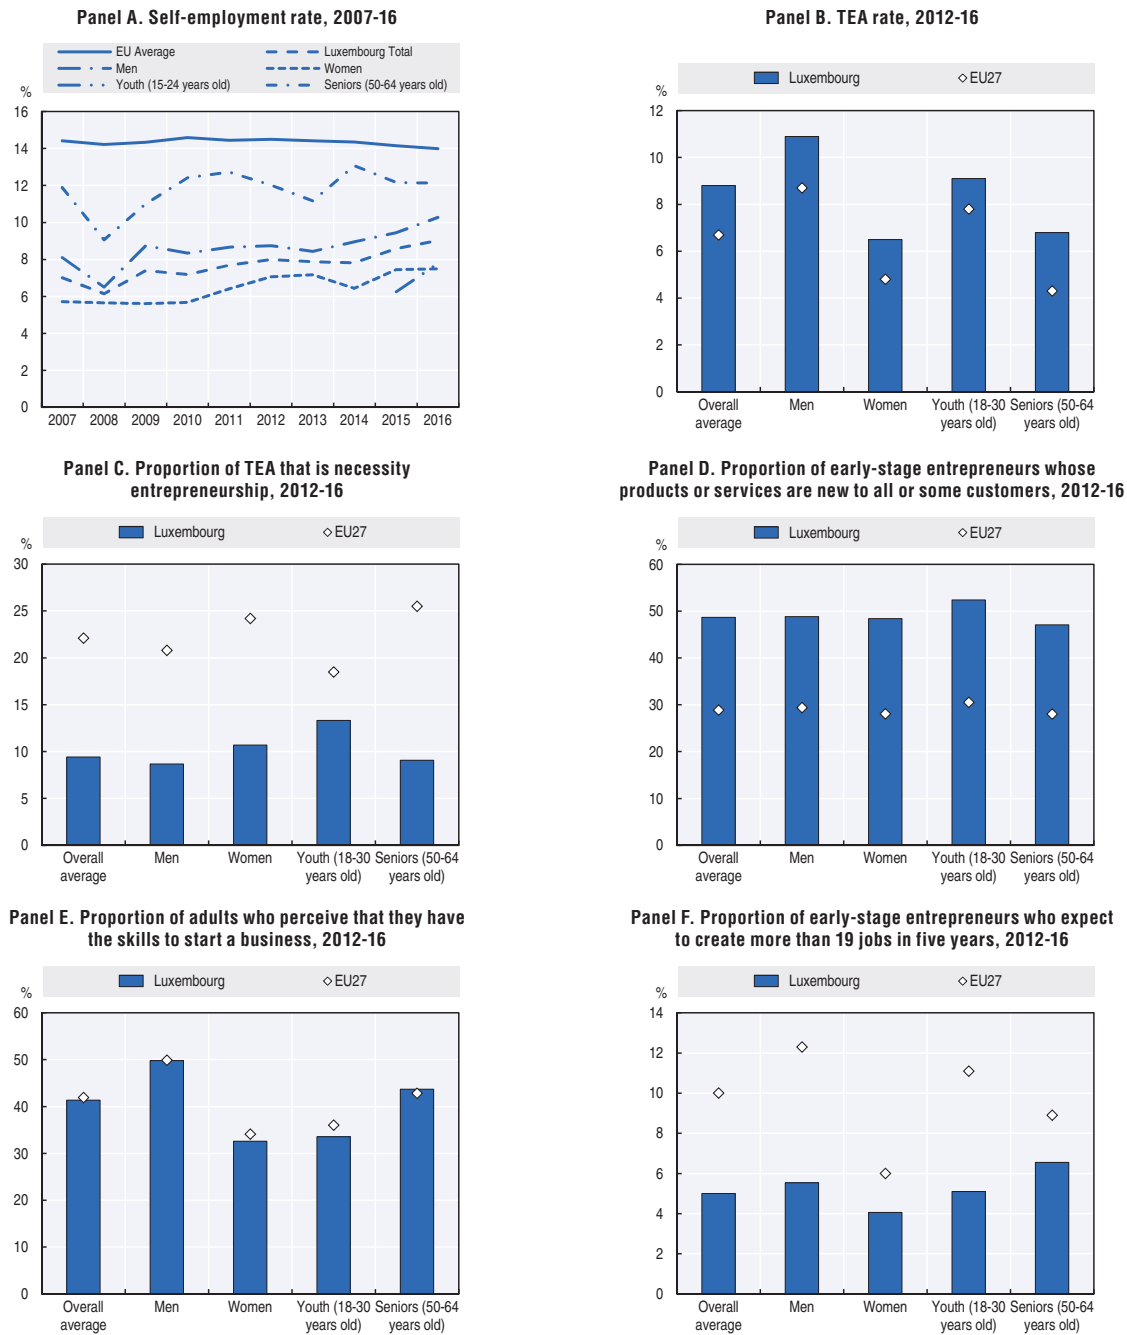 Panel A. Self-employment rate, 2007-16
EU Average
Luxembourg Total
Men
Women
Youth (15-24 years old)
Seniors (50-64 years old)
%
16
14
12
10
8
6
4
2
0
2007 2008 2009 2010 2011 2012 2013 2014 2015 2016
Panel B. TEA rate, 2012-16
Luxembourg
EU27
%
12
10
8
6
4
2
0
Overall average
Men
Women
Youth (18-30 years old)
Seniors (50-64 years old)
Panel C. Proportion of TEA that is necessity
entrepreneurship, 2012-16
Luxembourg
EU27
%
30
25
20
15
10
5
0
Overall average
Men
Women
Youth (18-30 years old)
Seniors (50-64 years old)
Panel D. Proportion of early-stage entrepreneurs whose
products or services are new to all or some customers, 2012-16
Luxembourg
EU27
%
60
50
40
30
20
10
0
Overall average
Men
Women
Youth (18-30 years old)
Seniors (50-64 years old)
Panel E. Proportion of adults who perceive that they have
the skills to start a business, 2012-16
Luxembourg
EU27
%
60
50
40
30
20
10
0
Overall average
Men
Women
Youth (18-30 years old)
Seniors (50-64 years old)
Panel F. Proportion of early-stage entrepreneurs who expect
to create more than 19 jobs in five years, 2012-16
Luxembourg
EU27
%
14
12
10
8
6
4
2
0
Overall average
Men
Women
Youth (18-30 years old)
Seniors (50-64 years old)